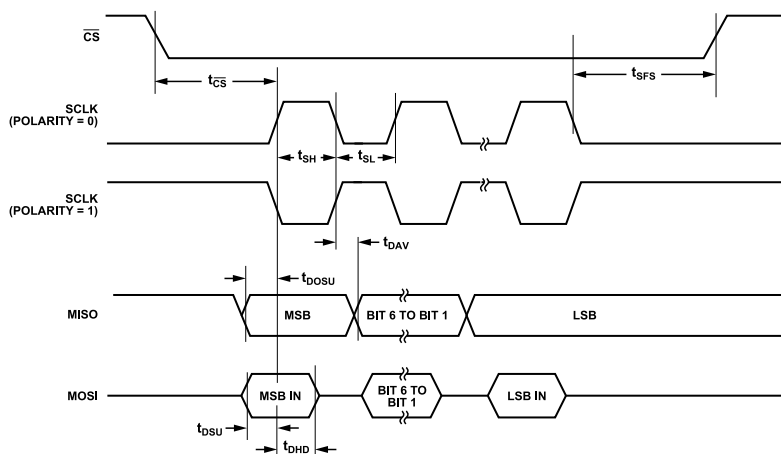 CS
tCS
tSFS
SCLK
(POLARITY = 0)
tSH
tSL
SCLK
(POLARITY = 1)
tDAV
tDOSU
MISO
MSB
BIT 6 TO BIT 1
LSB
MOSI
MSB IN
BIT 6 TO
BIT 1
LSB IN
tDSU
tDHD